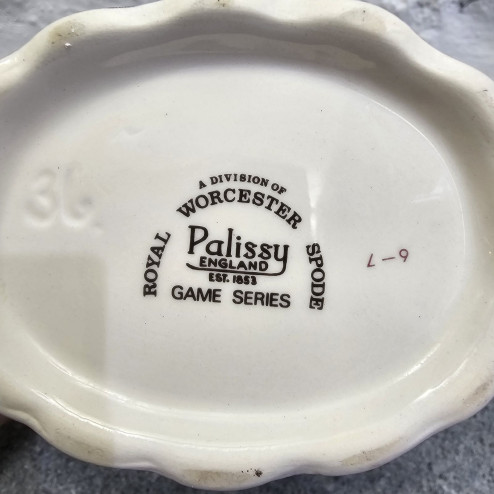 A DIVISION OF
ROYAL WORCESTER SPODE
Palissy
ENGLAND
EST. 1853
GAME SERIES
L-9
36